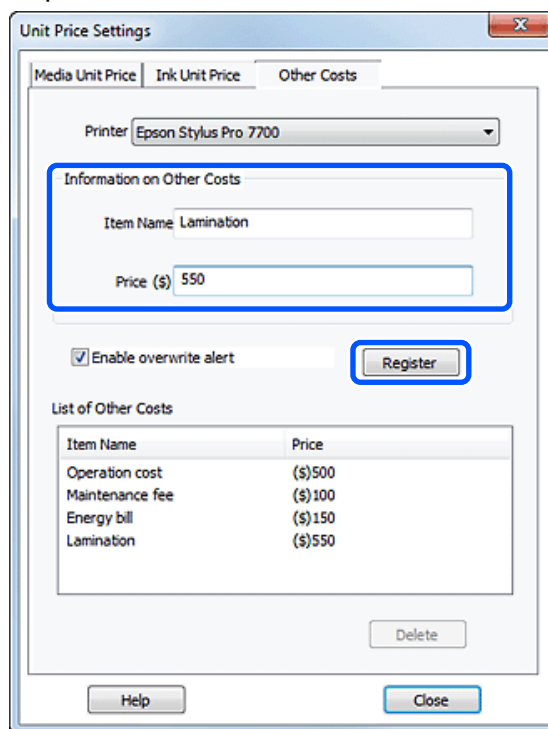 Unit Price Settings
Media Unit Price Ink Unit Price Other Costs
Printer Epson Stylus Pro 7700
Information on Other Costs
Item Name Lamination
Price ($) 550
Enable overwrite alert Register
List of Other Costs
Item Name Price
Operation cost ($)500
Maintenance fee ($)100
Energy bill ($)150
Lamination ($)550
Delete
Help Close